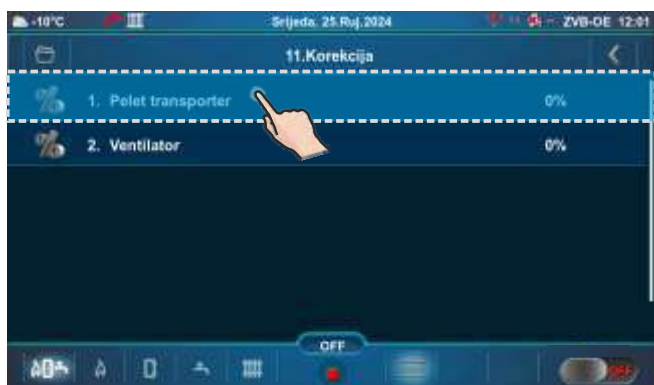 -10°C Srijeda. 25.Ruj.2024 ZVB-OE 12:01
11.Korekcija
1. Pelet transporter 0%
2. Ventilator 0%
OFF
OFF